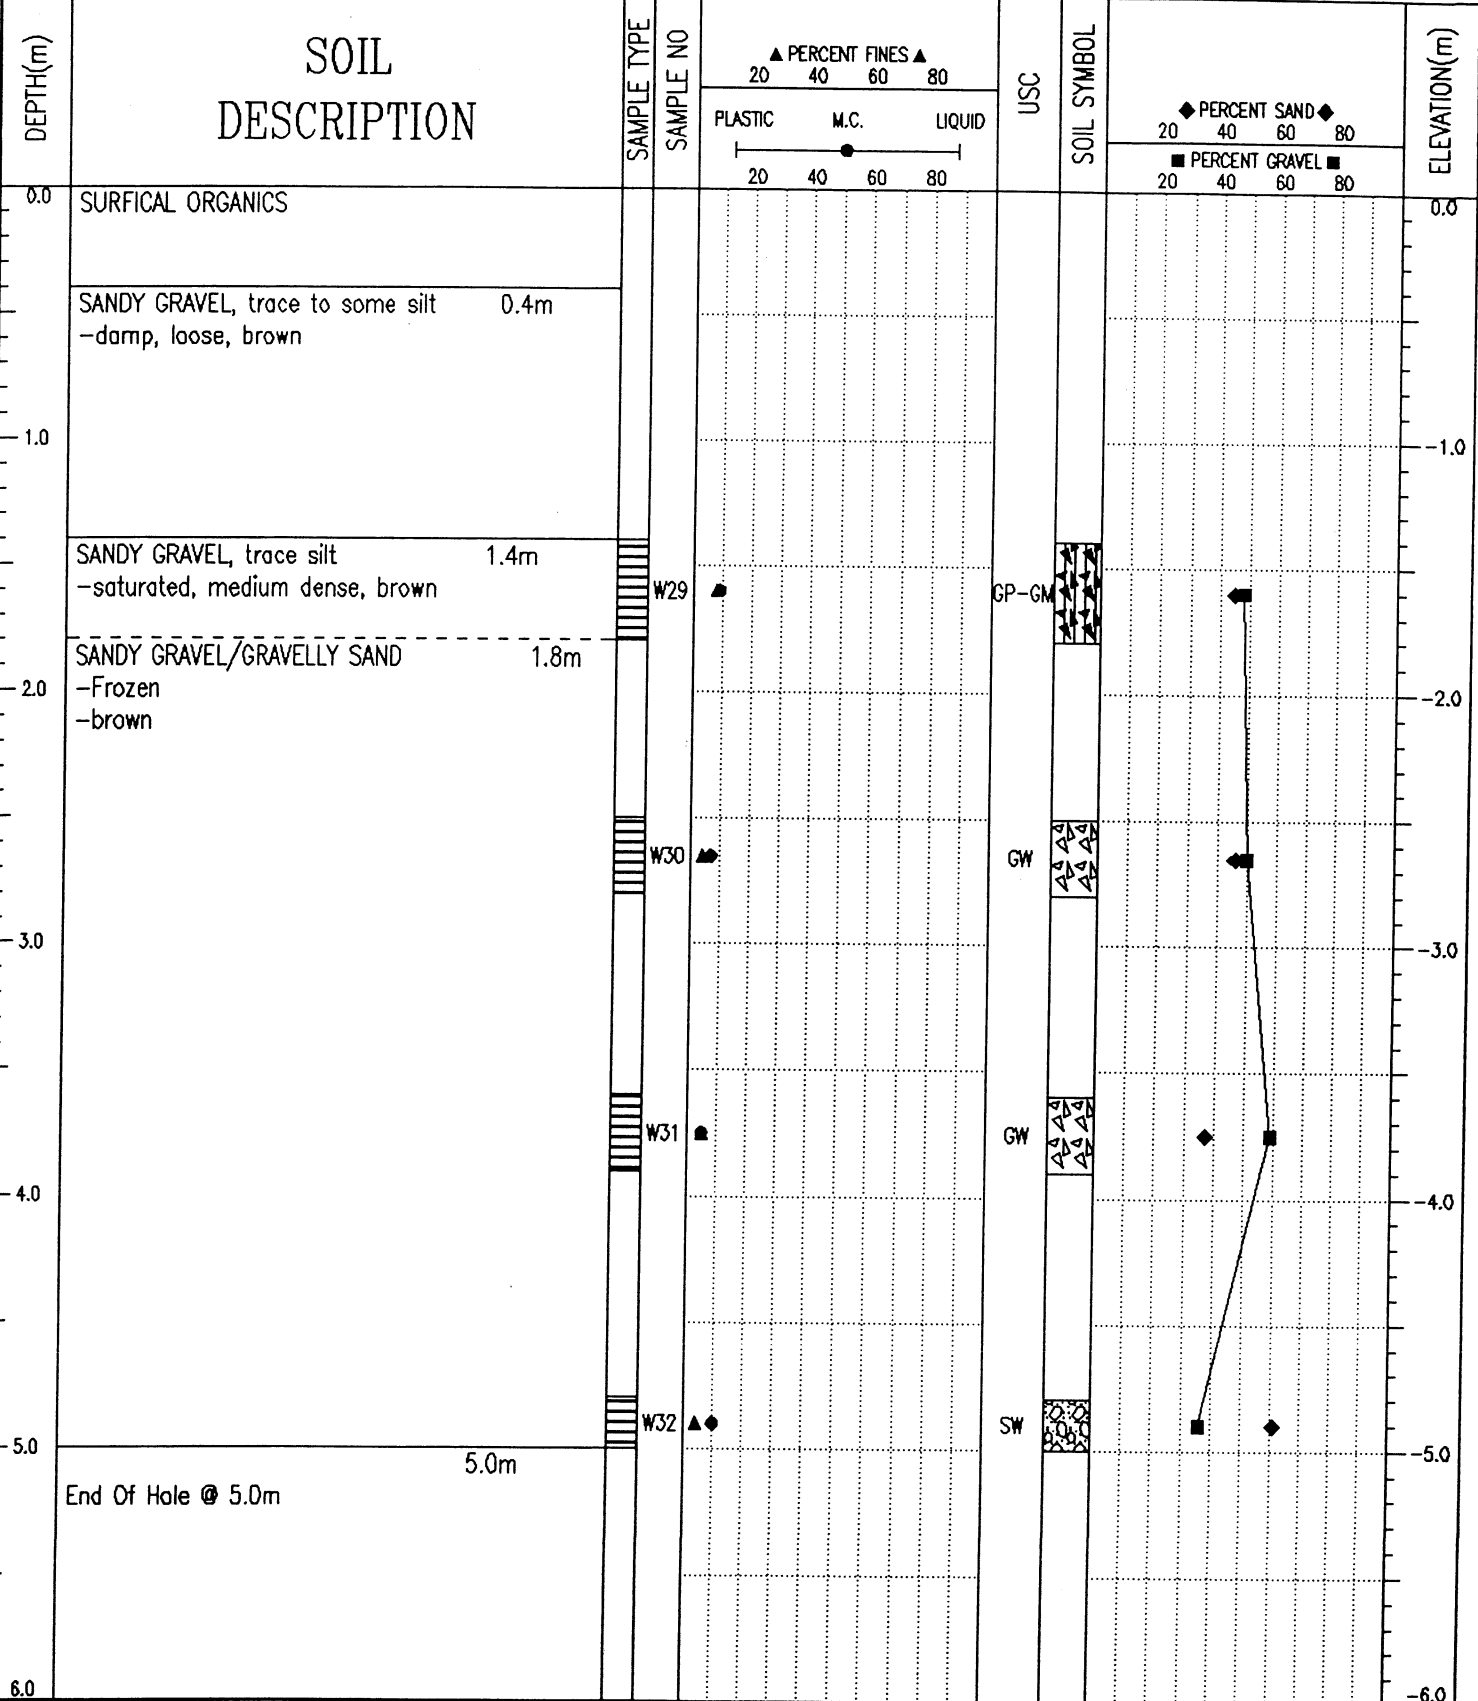 DEPTH(m)
SOIL
DESCRIPTION
SAMPLE TYPE
SAMPLE NO
▲ PERCENT FINES ▲
20 40 60 80
PLASTIC M.C. LIQUID
20 40 60 80
USC
SOIL SYMBOL
◆ PERCENT SAND ◆
20 40 60 80
■ PERCENT GRAVEL ■
20 40 60 80
ELEVATION(m)
0.0
SURFICAL ORGANICS
0.0
SANDY GRAVEL, trace to some silt 0.4m
-damp, loose, brown
1.0
-1.0
SANDY GRAVEL, trace silt 1.4m
-saturated, medium dense, brown
W29
GP-GM
SANDY GRAVEL/GRAVELLY SAND 1.8m
2.0
-Frozen
-2.0
-brown
W30
GW
3.0
-3.0
W31
GW
4.0
-4.0
W32
SW
5.0
-5.0
5.0m
End Of Hole @ 5.0m
6.0
-6.0